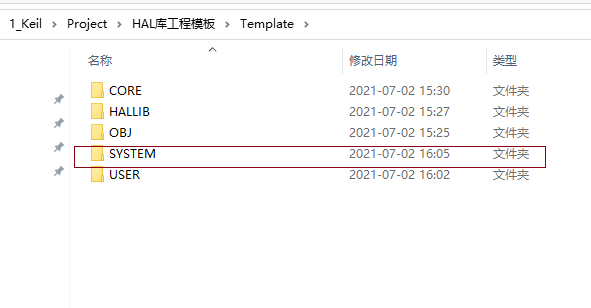 1_Keil > Project > HAL库工程模板 > Template >
名称 修改日期 类型
CORE 2021-07-02 15:30 文件夹
HALLIB 2021-07-02 15:27 文件夹
OBJ 2021-07-02 15:25 文件夹
SYSTEM 2021-07-02 16:05 文件夹
USER 2021-07-02 16:02 文件夹